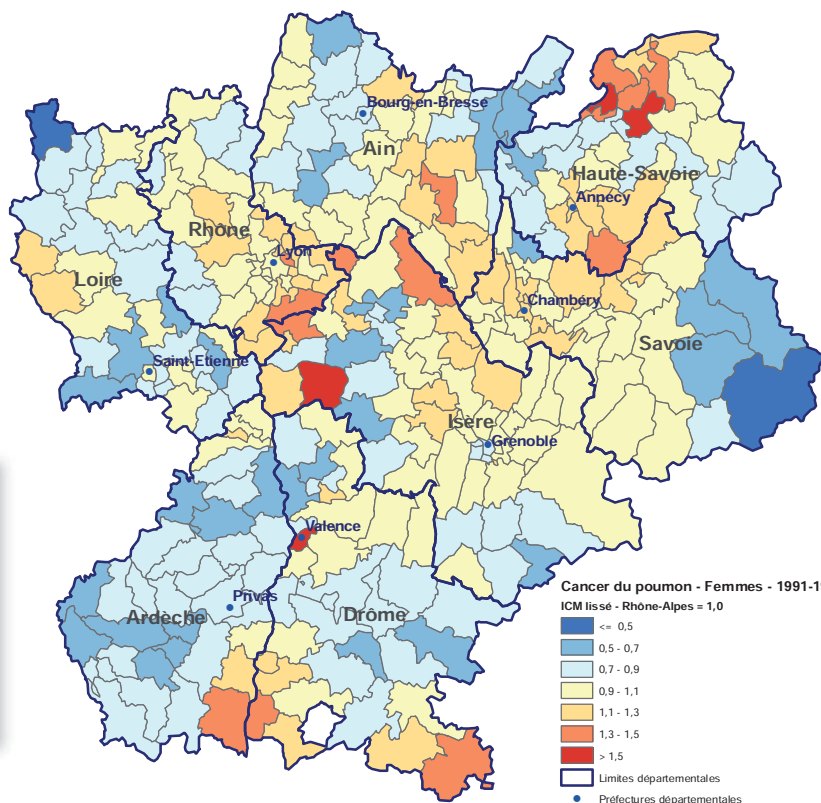 Bourg-en-Bresse
Ain
Haute-Savoie
Annecy
Rhône
Lyon
Loire
Chambéry
Savoie
Saint-Etienne
Isère
Grenoble
Valence
Privas
Ardèche
Drôme
Cancer du poumon - Femmes - 1991-1
ICM lissé - Rhône-Alpes = 1,0
<= 0,5
0,5 - 0,7
0,7 - 0,9
0,9 - 1,1
1,1 - 1,3
1,3 - 1,5
> 1,5
Limites départementales
Préfectures départementales